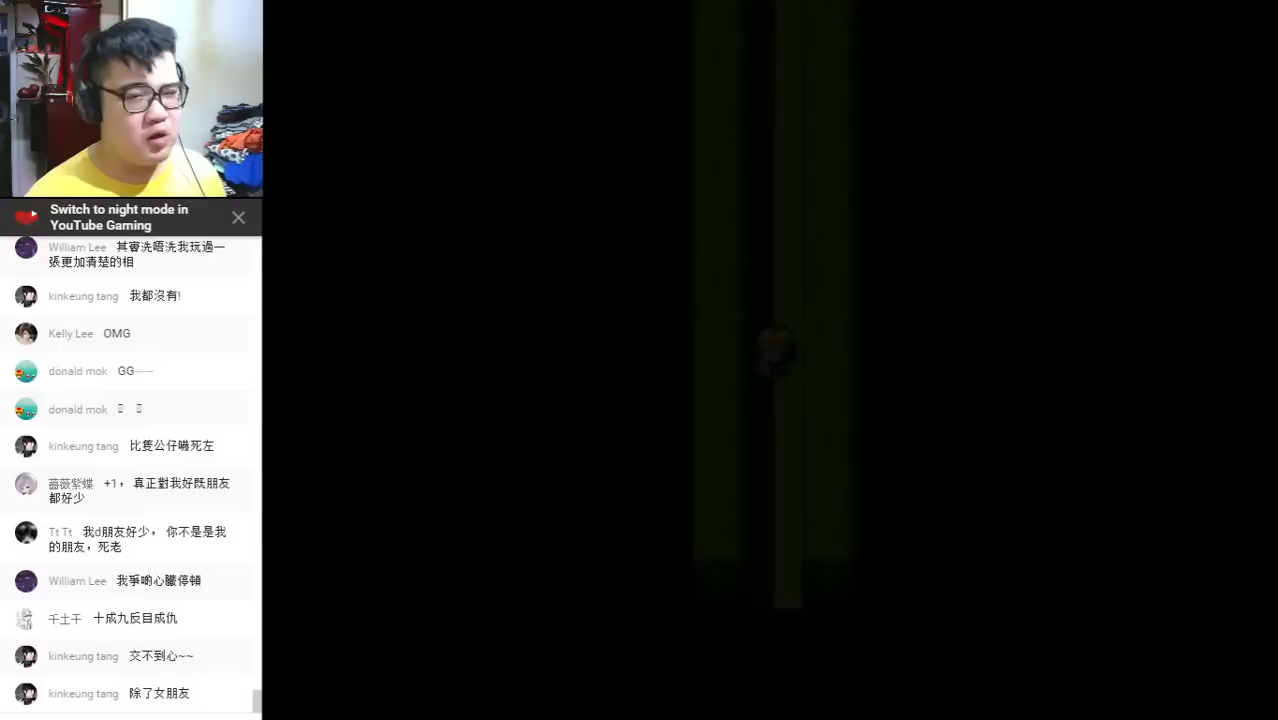 Switch to night mode in
YouTube Gaming
William Lee 其實洗唔洗我玩過一
張更加清楚的相
kinkeung tang 我都沒有!
Kelly Lee OMG
donald mok GG⋯⋯
donald mok
kinkeung tang 比隻公仔嚇死左
薔薇紫蝶 +1， 真正對我好既朋友
都好少
Tt Tt 我d朋友好少， 你不是是我
的朋友，死老
William Lee 我爭啲心臟停頓
千土干 十成九反目成仇
kinkeung tang 交不到心~~
kinkeung tang 除了女朋友